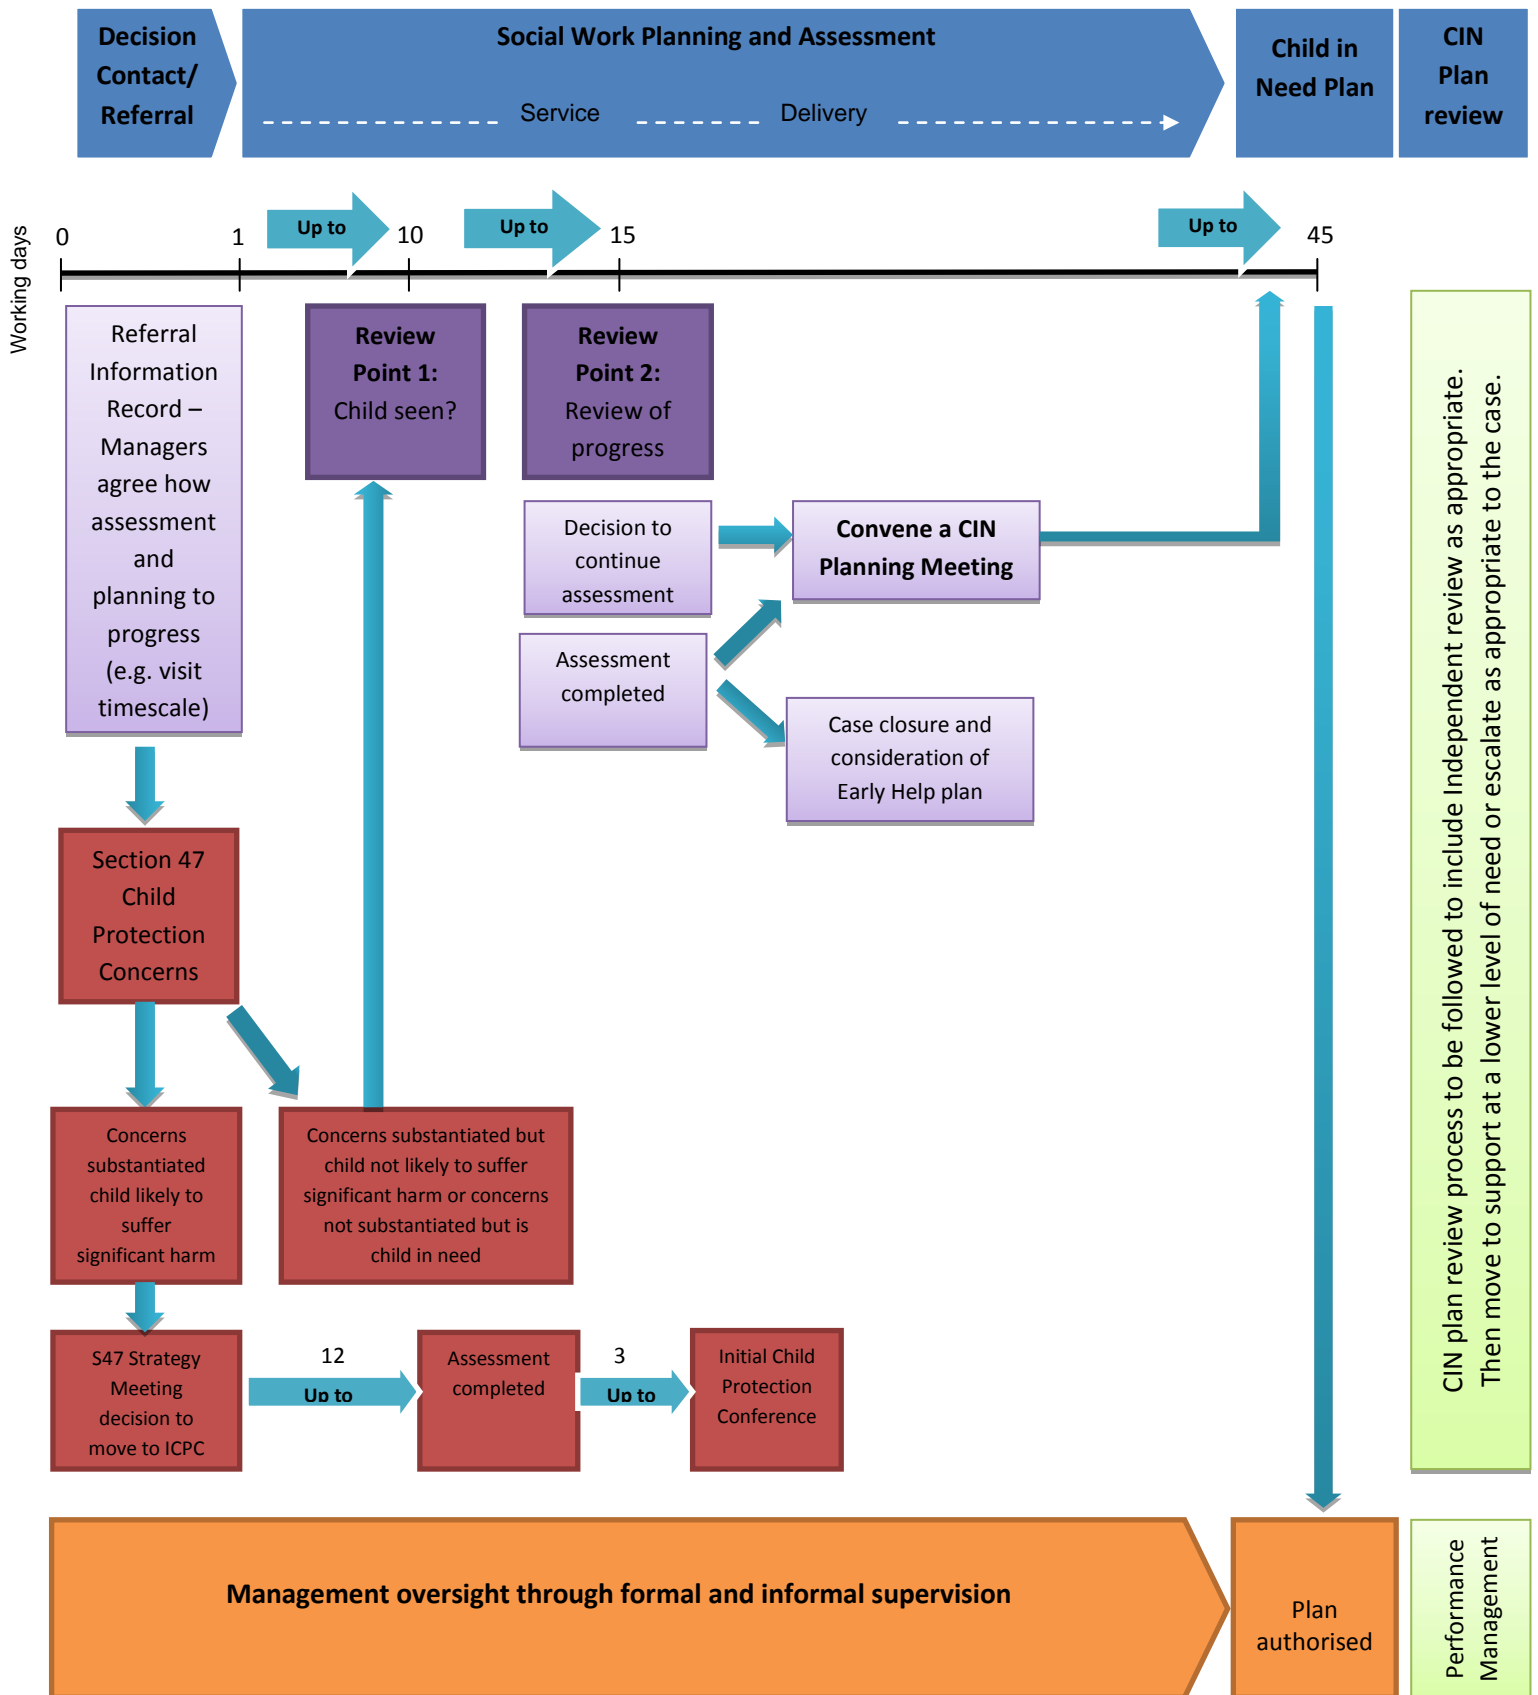 Decision
Contact/
Referral
Social Work Planning and Assessment
Service Delivery
Child in
Need Plan
CIN
Plan
review
Working days
0
1
Up to
10
Up to
15
Up to
45
Referral
Information
Record –
Managers
agree how
assessment
and
planning to
progress
(e.g. visit
timescale)
Review
Point 1:
Child seen?
Review
Point 2:
Review of
progress
Decision to
continue
assessment
Convene a CIN
Planning Meeting
Assessment
completed
Case closure and
consideration of
Early Help plan
Section 47
Child
Protection
Concerns
Concerns
substantiated
child likely to
suffer
significant harm
Concerns substantiated but
child not likely to suffer
significant harm or concerns
not substantiated but is
child in need
S47 Strategy
Meeting
decision to
move to ICPC
12
Up to
Assessment
completed
3
Up to
Initial Child
Protection
Conference
CIN plan review process to be followed to include Independent review as appropriate.
Then move to support at a lower level of need or escalate as appropriate to the case.
Management oversight through formal and informal supervision
Plan
authorised
Performance
Management